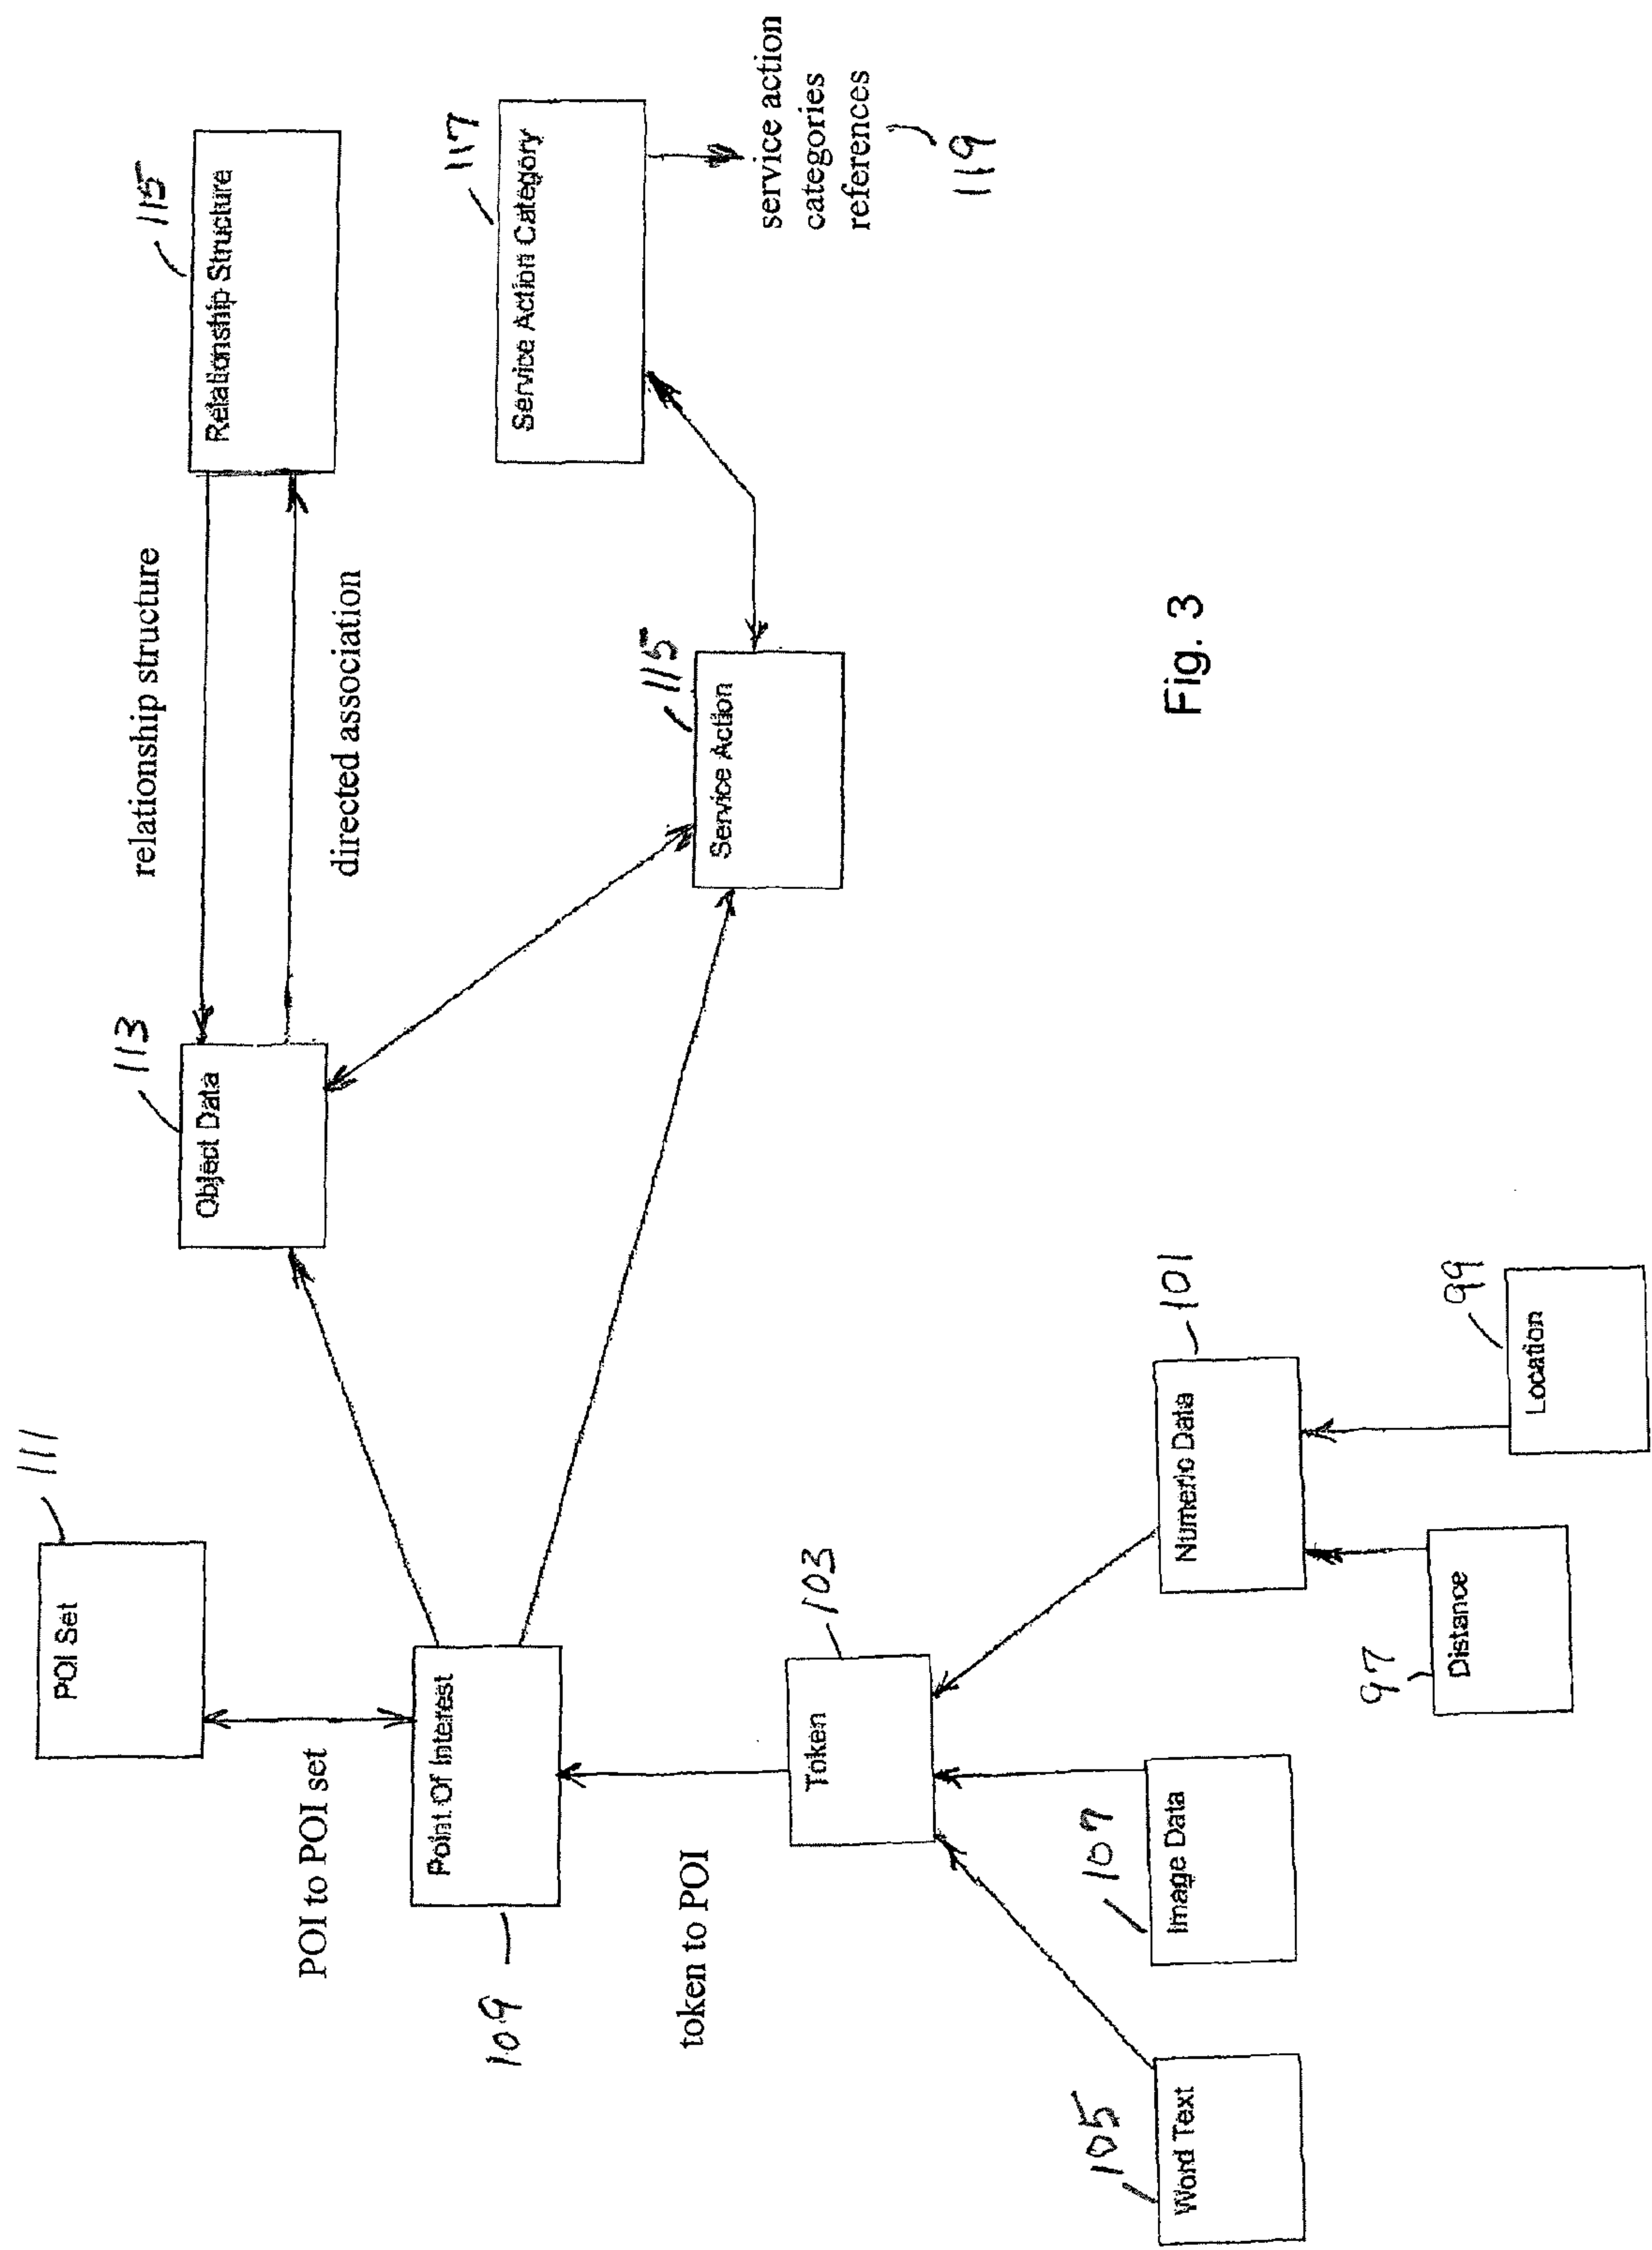 111
POI Set
POI to POI set
113
Object Data
relationship structure
directed association
115
Relationship Structure
109
Point Of Interest
token to POI
103
Token
115
Service Action
117
Service Action Category
service action
categories
references
119
105
Word Text
107
Image Data
101
Numeric Data
97
Distance
99
Location
Fig. 3